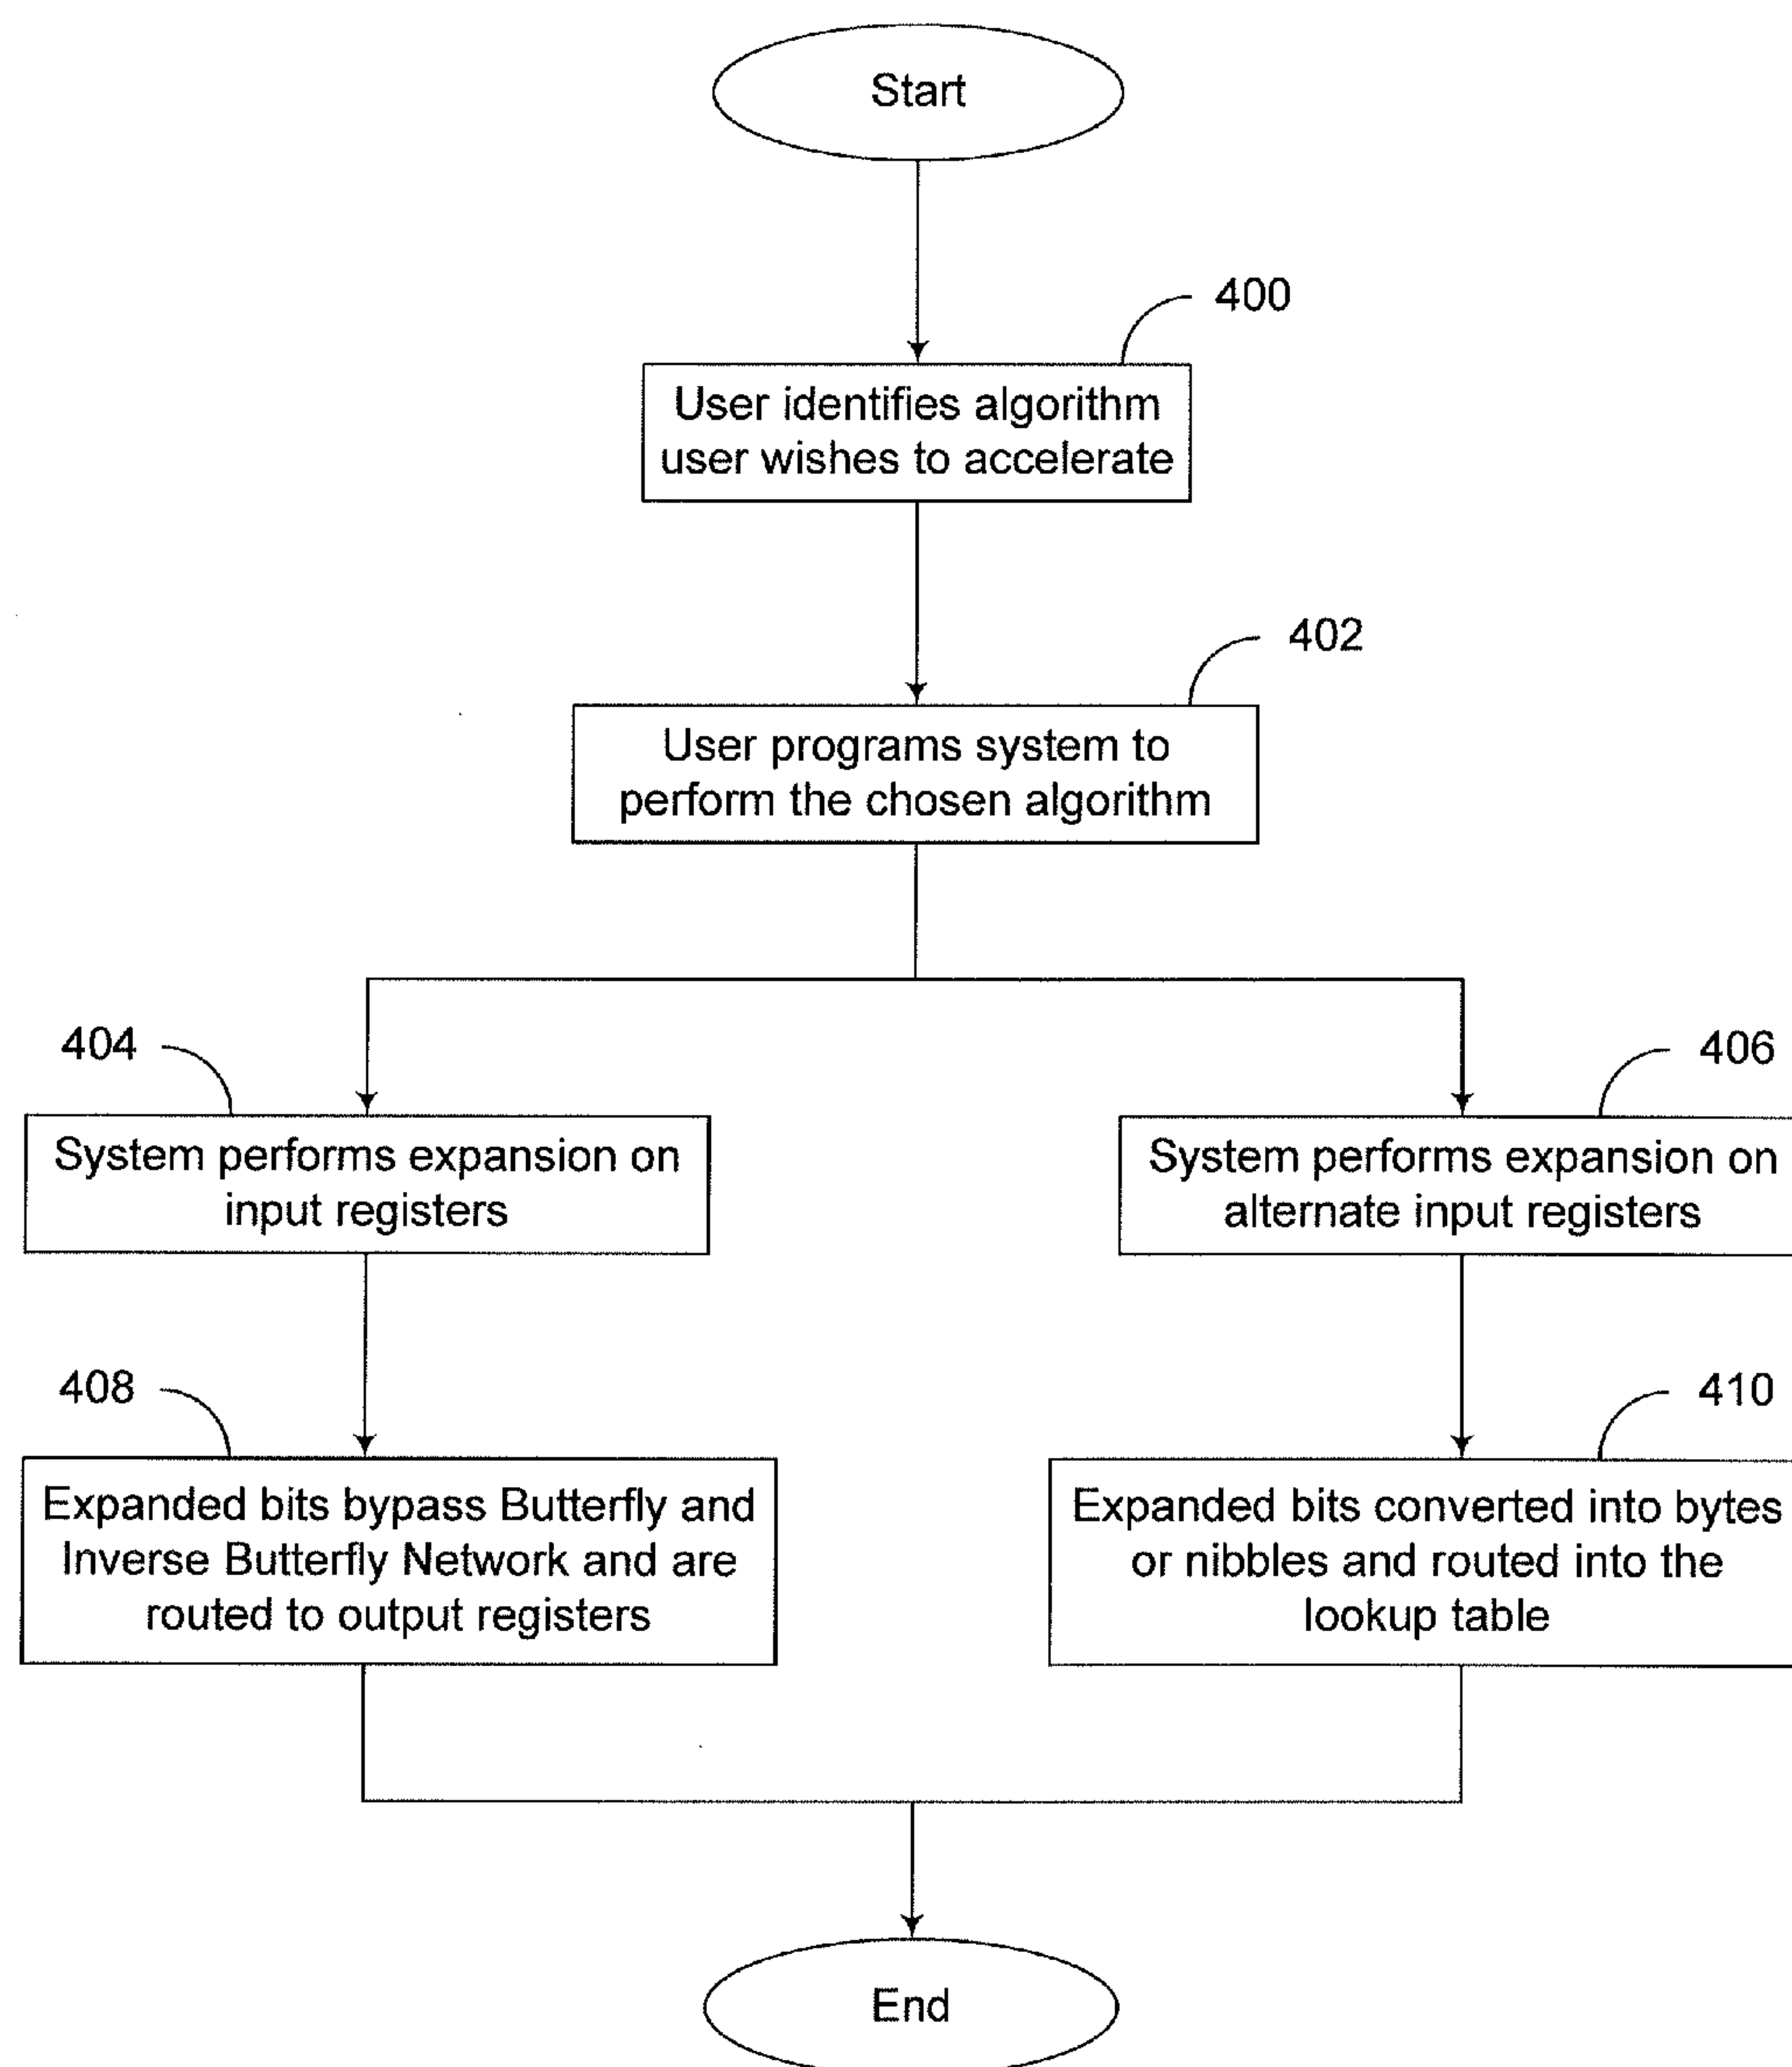 Start
400
User identifies algorithm
user wishes to accelerate
402
User programs system to
perform the chosen algorithm
404
System performs expansion on
input registers
406
System performs expansion on
alternate input registers
408
Expanded bits bypass Butterfly and
Inverse Butterfly Network and are
routed to output registers
410
Expanded bits converted into bytes
or nibbles and routed into the
lookup table
End